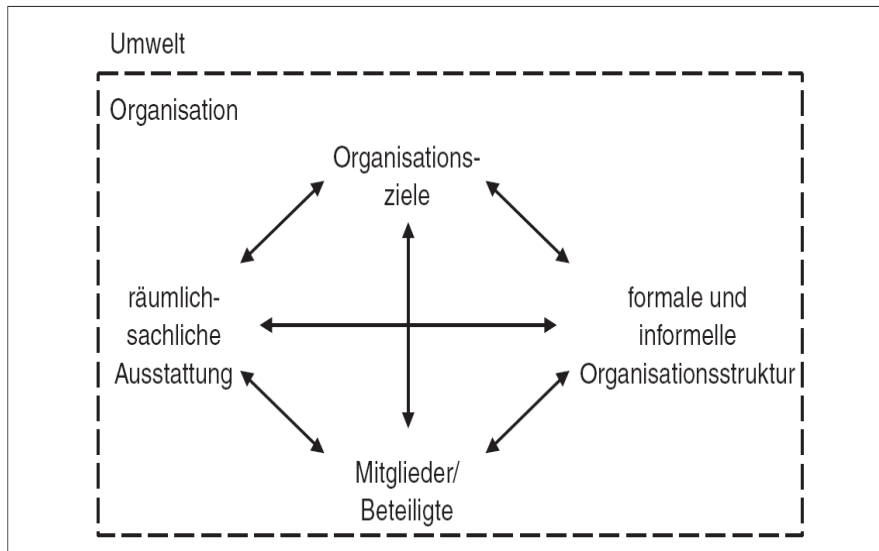 Umwelt
Organisation
Organisations-
ziele
räumlich-
sachliche
Ausstattung
formale und
informelle
Organisationsstruktur
Mitglieder/
Beteiligte